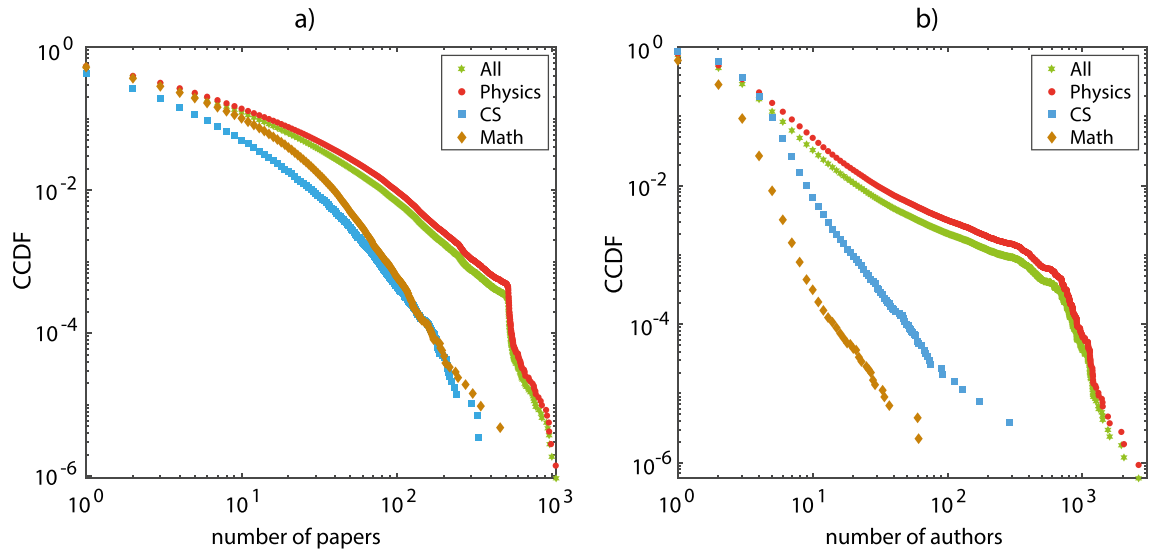 a)
10^0
10^-2
10^-4
10^-6
CCDF
All
Physics
CS
Math
10^0
10^1
10^2
10^3
number of papers
b)
10^0
10^-2
10^-4
10^-6
CCDF
All
Physics
CS
Math
10^0
10^1
10^2
10^3
number of authors